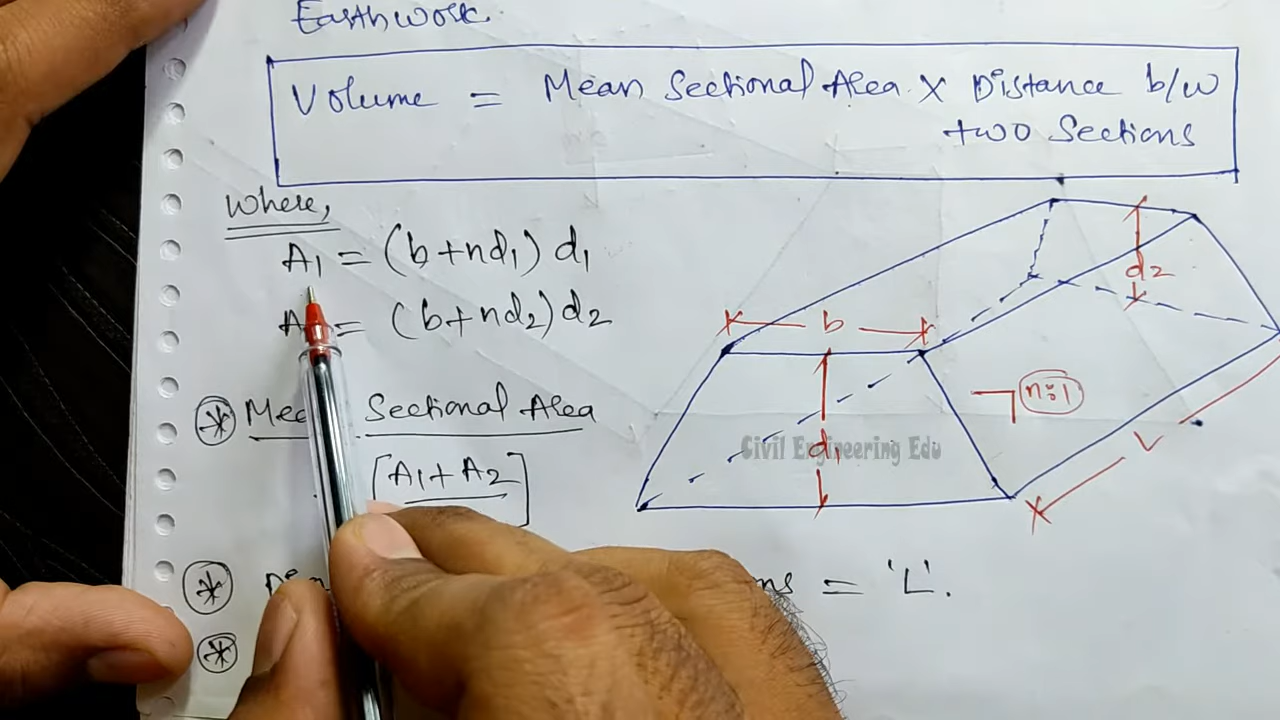 Earthwork.
Volume = Mean Sectional Area × Distance b/w
two Sections
Where,
A1 = (b+nd1) d1
= (b+nd2) d2
Sectional Area
[A1+A2]
= 'L'.
b
d1
d2
n:1
L
Civil Engineering Edu